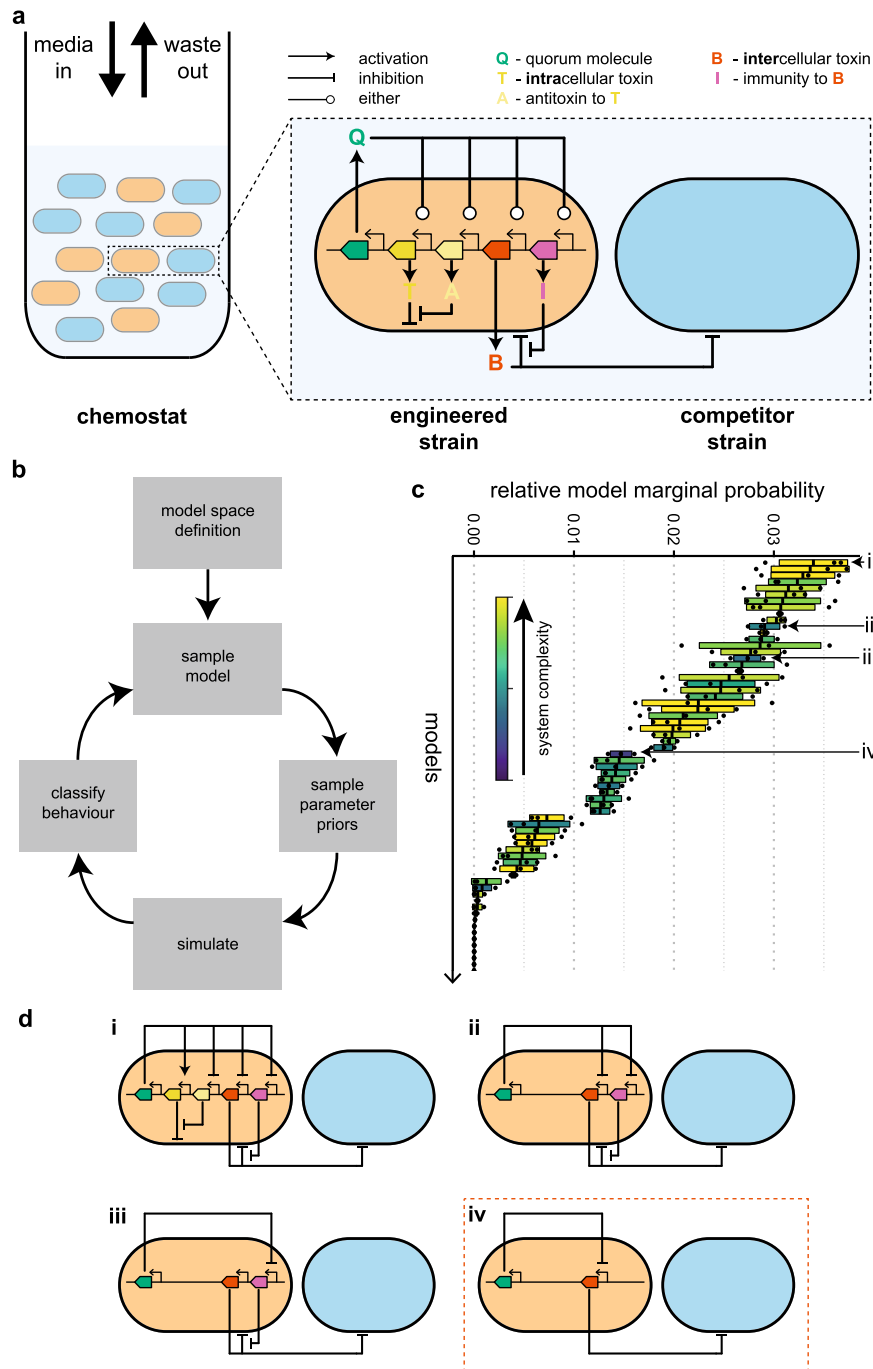 a
media
in
waste
out
activation
inhibition
either
Q - quorum molecule
T - intracellular toxin
A - antitoxin to T
B - intercellular toxin
I - immunity to B
Q
T
A
I
B
chemostat
engineered
strain
competitor
strain
b
model space
definition
sample
model
sample
parameter
priors
simulate
classify
behaviour
c
relative model marginal probability
0.00
0.01
0.02
0.03
i
ii
ii
iv
system complexity
models
d
i
ii
iii
iv